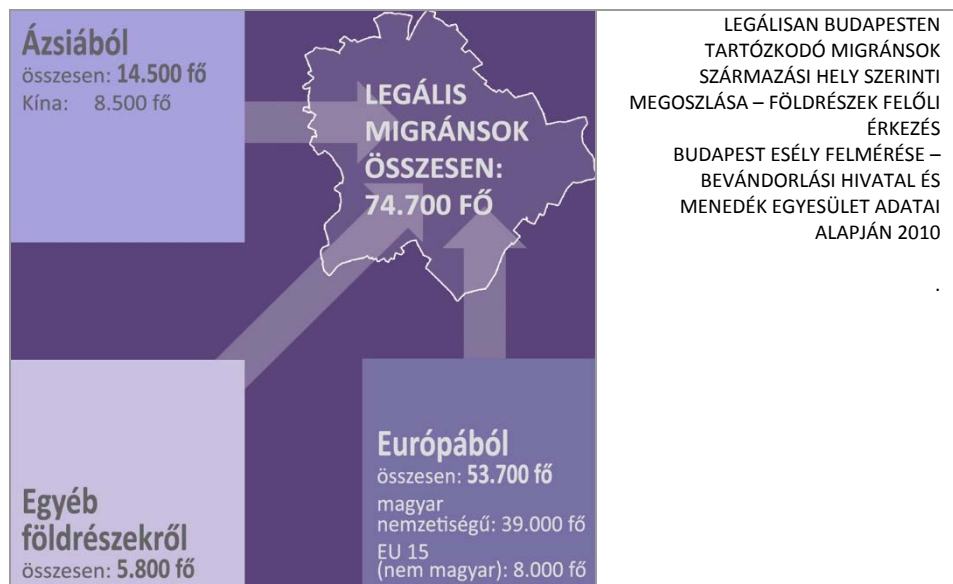 Ázsiából
összesen: 14.500 fő
Kína: 8.500 fő
LEGÁLIS
MIGRÁNSOK
ÖSSZESEN:
74.700 FŐ
Egyéb
földrészekről
összesen: 5.800 fő
Európából
összesen: 53.700 fő
magyar
nemzetiségű: 39.000 fő
EU 15
(nem magyar): 8.000 fő
LEGÁLISAN BUDAPESTEN
TARTÓZKODÓ MIGRÁNSOK
SZÁRMAZÁSI HELY SZERINTI
MEGOSZLÁSA – FÖLDRÉSZEK FELŐLI
ÉRKEZÉS
BUDAPEST ESÉLY FELMÉRÉSE –
BEVÁNDORLÁSI HIVATAL ÉS
MENEDÉK EGYESÜLET ADATAI
ALAPJÁN 2010
.